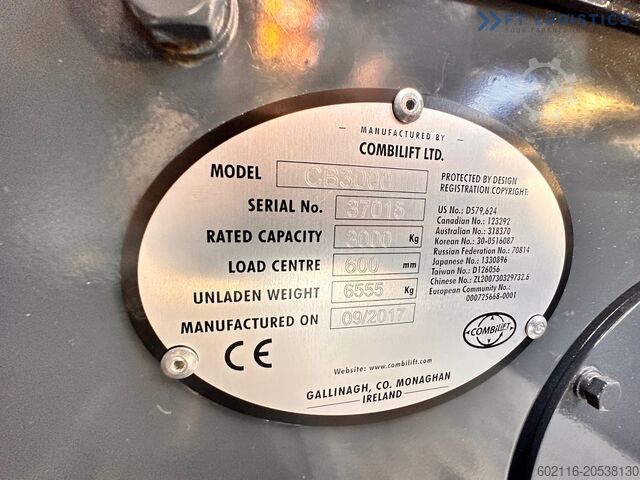 FT LOGISTICS
— MANUFACTURED BY —
COMBILIFT LTD.
MODEL CB3000
SERIAL No. 37015
RATED CAPACITY 3000 Kg
LOAD CENTRE 600 mm
UNLADEN WEIGHT 6555 Kg
MANUFACTURED ON 09/2017
PROTECTED BY DESIGN
REGISTRATION COPYRIGHT:
US No.: D579,624
Canadian No.: 123292
Australian No.: 318370
Korean No.: 30-0516087
Russian Federation No.: 70814
Japanese No.: 1330896
Taiwan No.: D126056
Chinese No.: ZL200730329732.6
European Community No.:
000725668-0001
COMBiLiFT
CE
Website: www.combilift.com
GALLINAGH, CO. MONAGHAN
IRELAND
602116-20538130